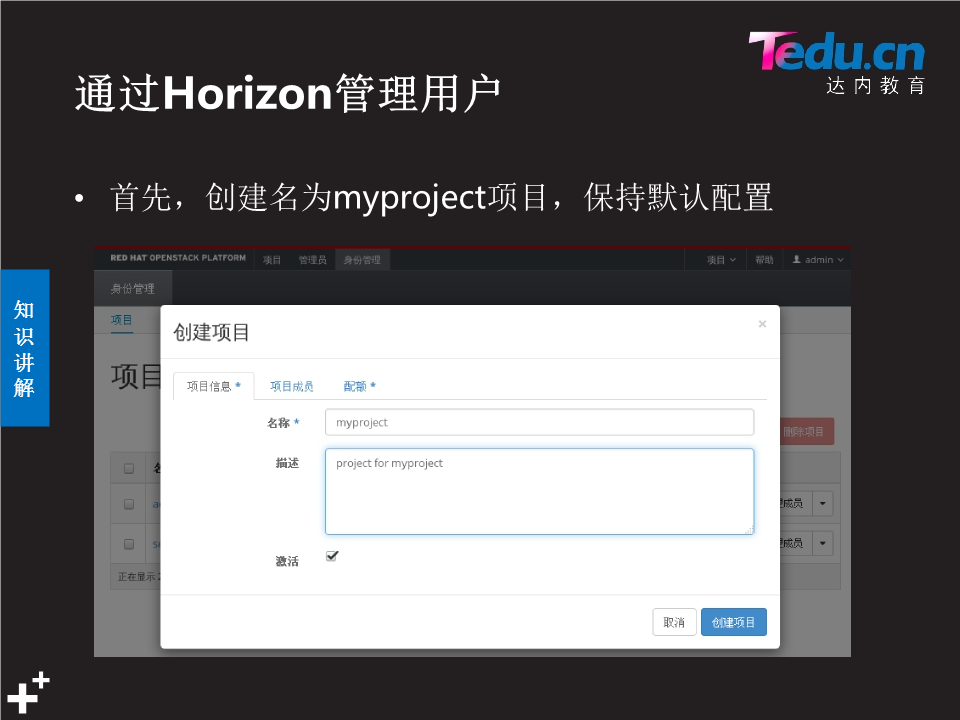 Tedu.cn
达内教育
通过Horizon管理用户
• 首先，创建名为myproject项目，保持默认配置
知识讲解
RED HAT OPENSTACK PLATFORM 项目 管理员 身份管理 项目 帮助 admin
身份管理
项目
项目
创建项目 ×
项目信息 * 项目成员 配额 *
名称 * myproject
删除项目
描述 project for myproject
成员
成员
激活
正在显示
取消 创建项目